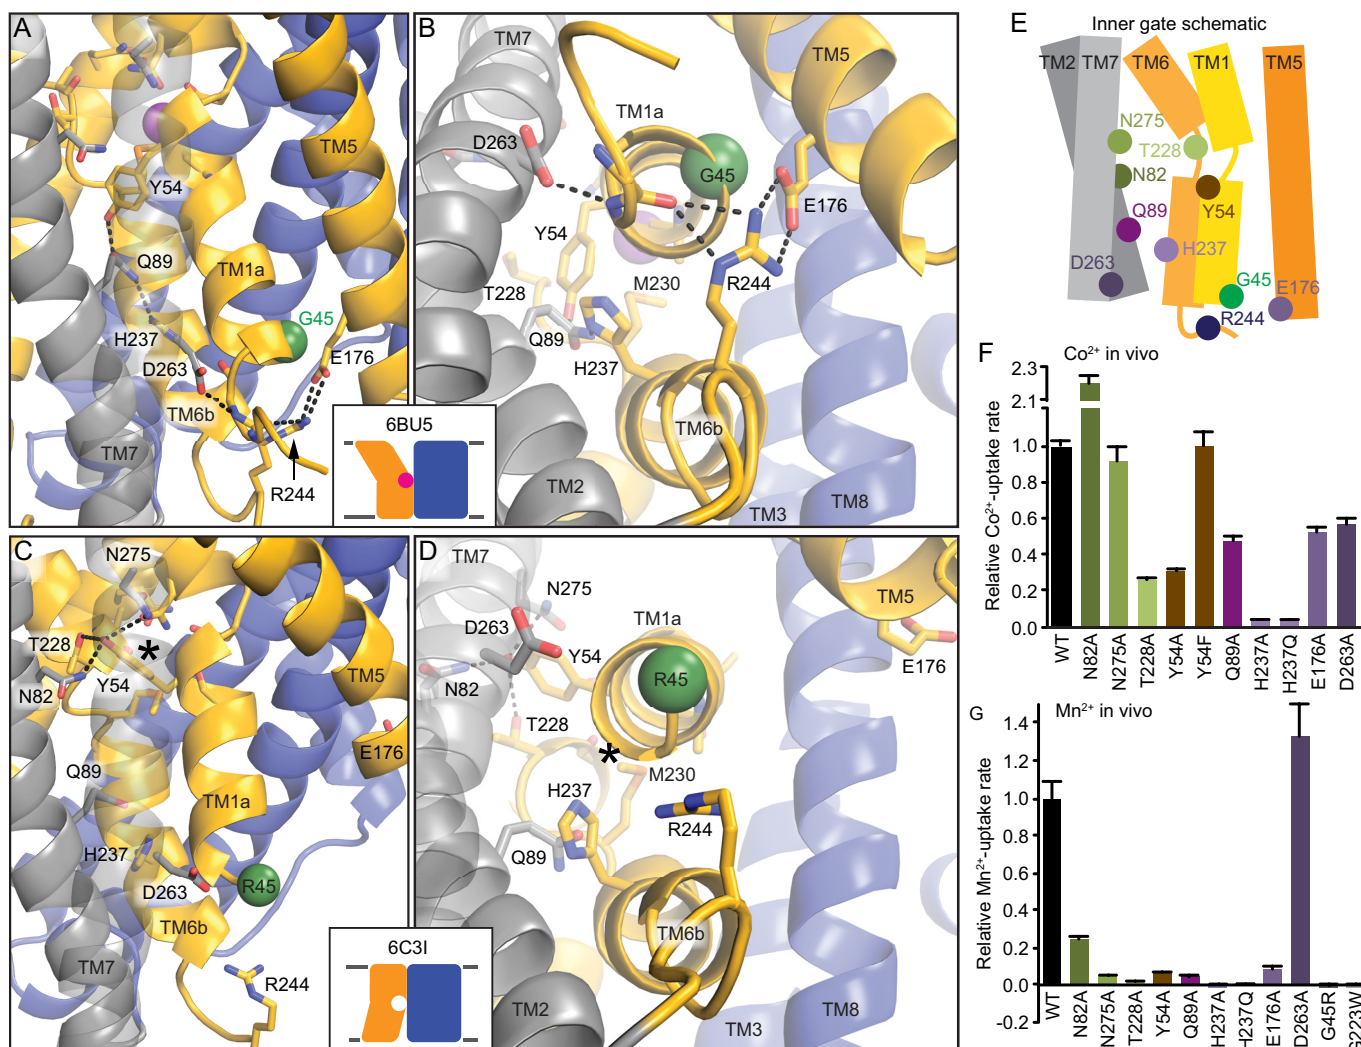 A
Y54
TM5
Q89
TM1a
G45
H237
E176
D263
TM6b
TM7
R244
6BU5
B
TM7
TM5
TM1a
D263
G45
E176
Y54
T228
M230
R244
Q89
H237
TM6b
TM2
TM3
TM8
C
N275
T228
N82
Y54
*
TM5
E176
Q89
TM1a
H237
D263
R45
TM6b
TM7
R244
6C3I
D
TM7
N275
D263
TM1a
TM5
Y54
R45
E176
N82
T228
*
M230
H237
R244
Q89
TM6b
TM2
TM3
TM8
E
Inner gate schematic
TM2 TM7 TM6 TM1 TM5
N275
T228
N82
Y54
Q89
H237
D263
G45
E176
R244
F
Co²⁺ in vivo
Relative Co²⁺-uptake rate
2.3
2.1
1.0
0.8
0.6
0.4
0.2
0.0
WT N82A N275A T228A Y54A Y54F Q89A H237A H237Q E176A D263A
G
Mn²⁺ in vivo
Relative Mn²⁺-uptake rate
1.4
1.2
1.0
0.8
0.6
0.4
0.2
0.0
-0.2
WT N82A N275A T228A Y54A Q89A H237A H237Q E176A D263A G45R G223W